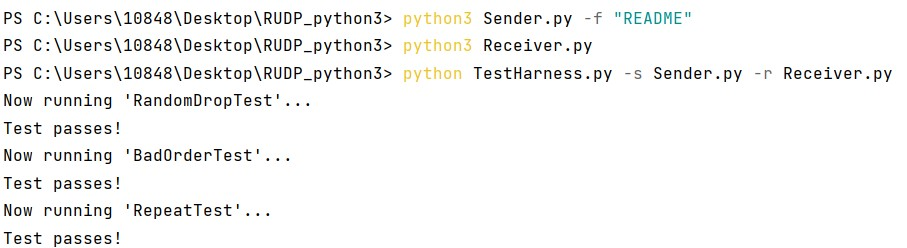 PS C:\Users\10848\Desktop\RUDP_python3> python3 Sender.py -f "README"
PS C:\Users\10848\Desktop\RUDP_python3> python3 Receiver.py
PS C:\Users\10848\Desktop\RUDP_python3> python TestHarness.py -s Sender.py -r Receiver.py
Now running 'RandomDropTest'...
Test passes!
Now running 'BadOrderTest'...
Test passes!
Now running 'RepeatTest'...
Test passes!